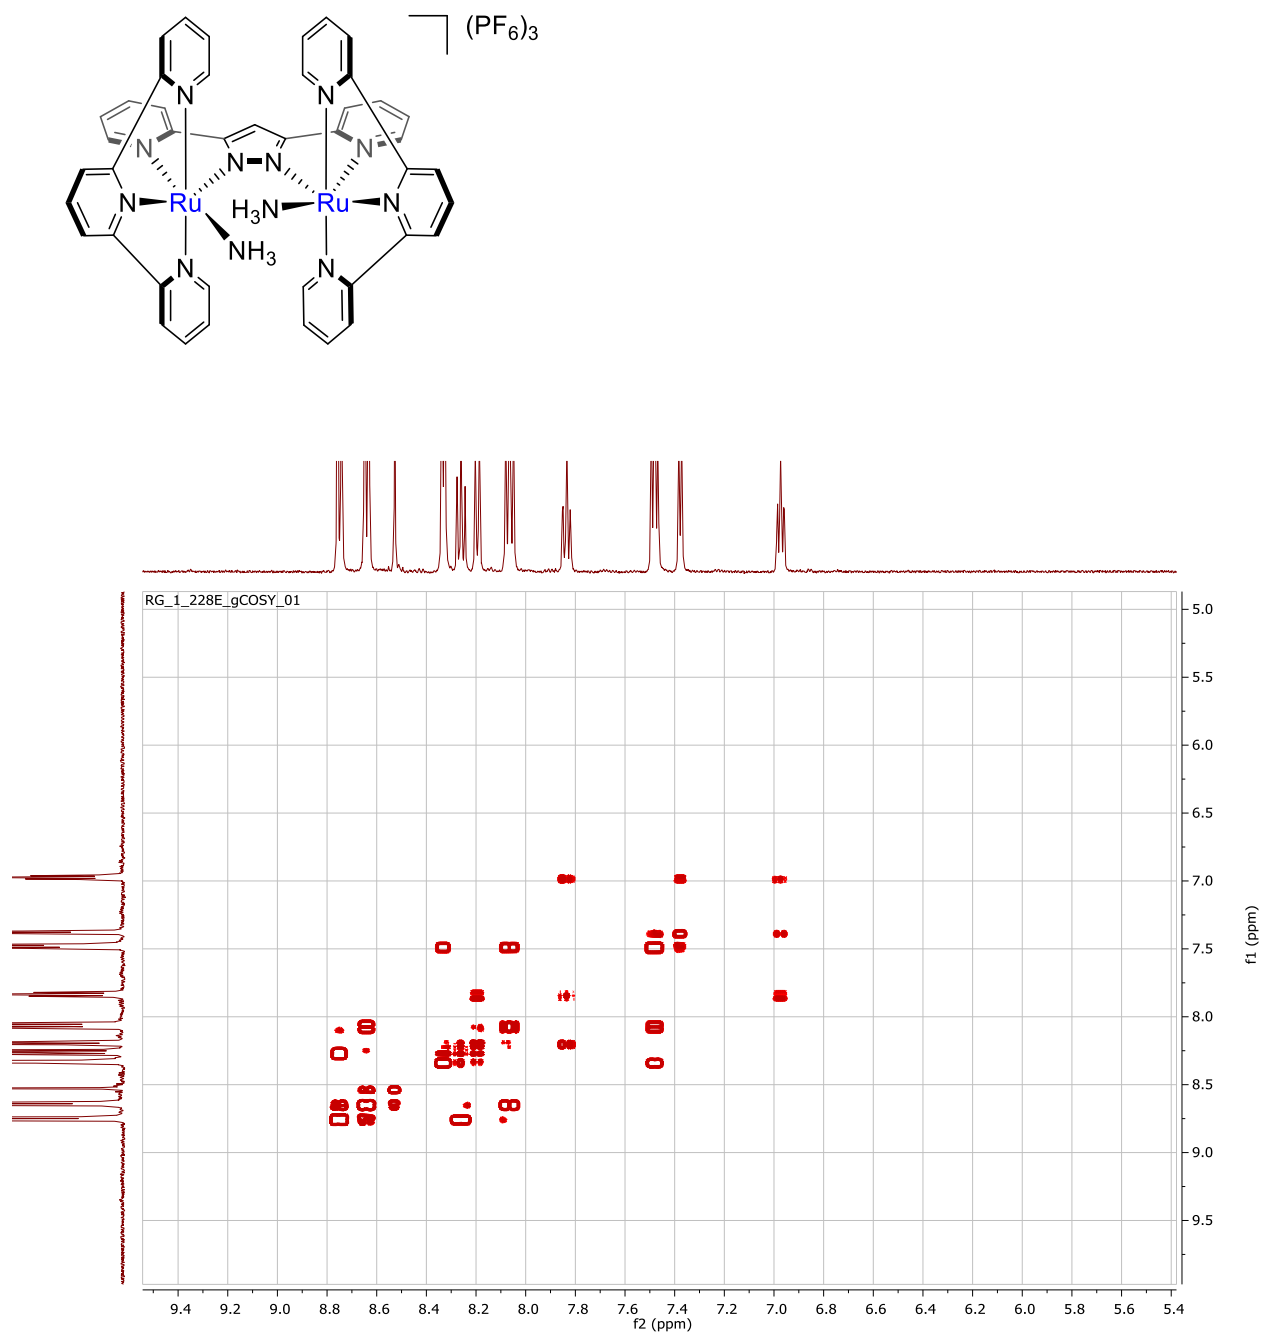 (PF6)3
N
N
N
N
N
N
N
Ru
H3N
Ru
N
N
NH3
N
N
RG_1_228E_gCOSY_01
5.0
5.5
6.0
6.5
7.0
7.5
8.0
8.5
9.0
9.5
f1 (ppm)
9.4 9.2 9.0 8.8 8.6 8.4 8.2 8.0 7.8 7.6 7.4 7.2 7.0 6.8 6.6 6.4 6.2 6.0 5.8 5.6 5.4
f2 (ppm)